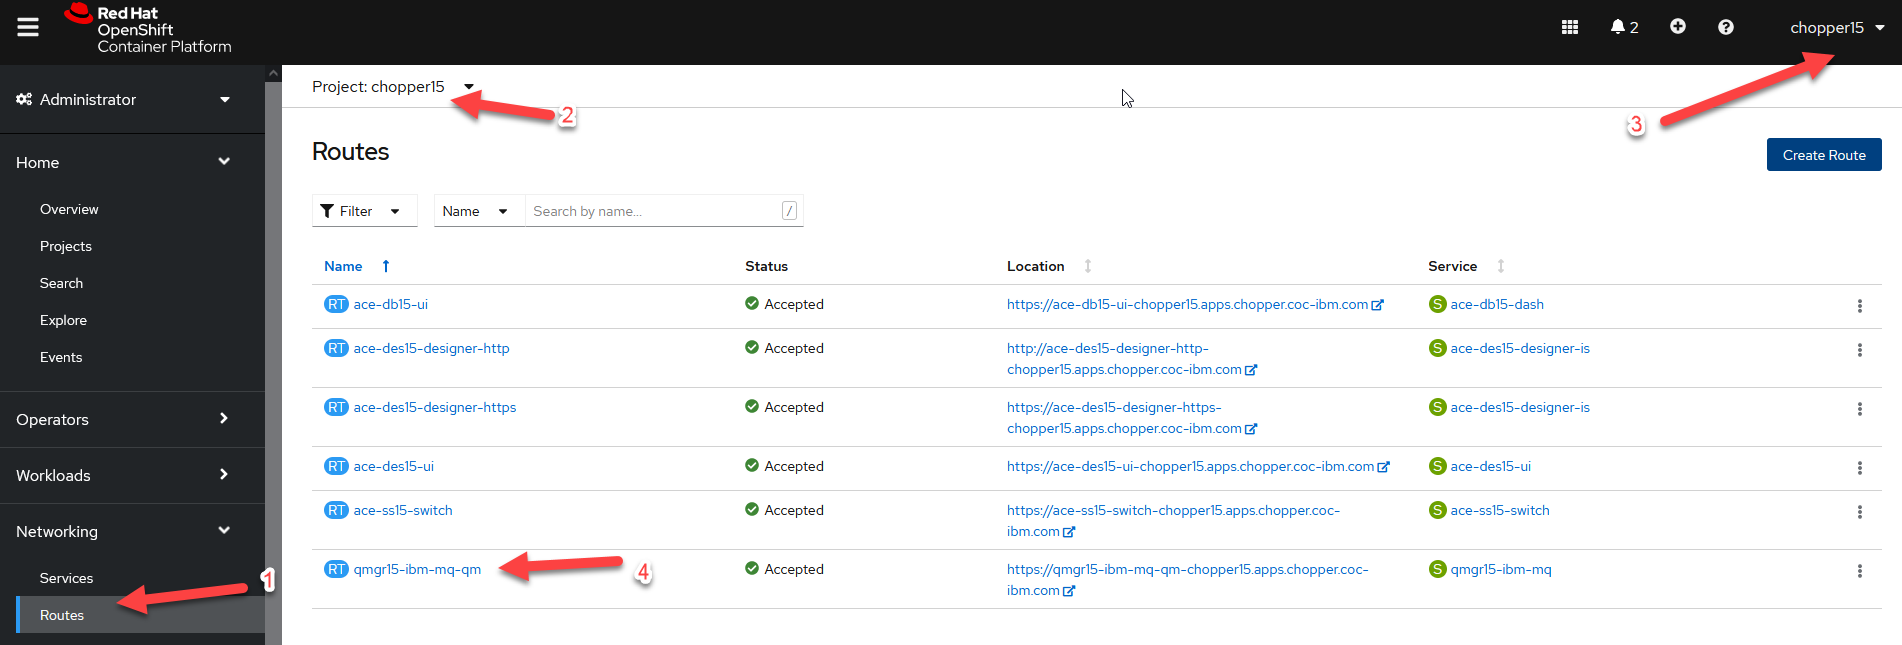 Red Hat
OpenShift
Container Platform
2
chopper15
Administrator
Project: chopper15
2
3
Home
Routes
Create Route
Overview
Filter
Name
Search by name...
/
Projects
Search
Name
Status
Location
Service
Explore
RT ace-db15-ui
Accepted
https://ace-db15-ui-chopper15.apps.chopper.coc-ibm.com
S ace-db15-dash
Events
RT ace-des15-designer-http
Accepted
http://ace-des15-designer-http-
chopper15.apps.chopper.coc-ibm.com
S ace-des15-designer-is
Operators
RT ace-des15-designer-https
Accepted
https://ace-des15-designer-https-
chopper15.apps.chopper.coc-ibm.com
S ace-des15-designer-is
Workloads
RT ace-des15-ui
Accepted
https://ace-des15-ui-chopper15.apps.chopper.coc-ibm.com
S ace-des15-ui
Networking
RT ace-ss15-switch
Accepted
https://ace-ss15-switch-chopper15.apps.chopper.coc-
ibm.com
S ace-ss15-switch
Services
1
RT qmgr15-ibm-mq-qm
4
Accepted
https://qmgr15-ibm-mq-qm-chopper15.apps.chopper.coc-
ibm.com
S qmgr15-ibm-mq
Routes